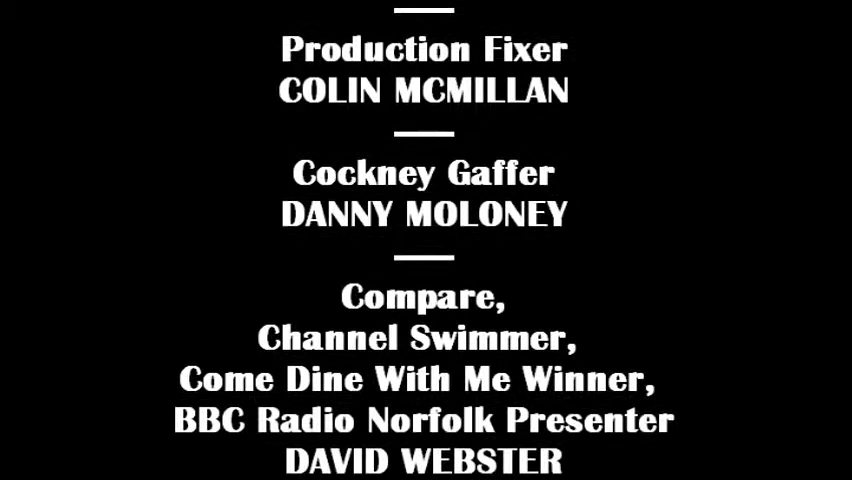 Production Fixer
COLIN MCMILLAN
Cockney Gaffer
DANNY MOLONEY
Compare,
Channel Swimmer,
Come Dine With Me Winner,
BBC Radio Norfolk Presenter
DAVID WEBSTER